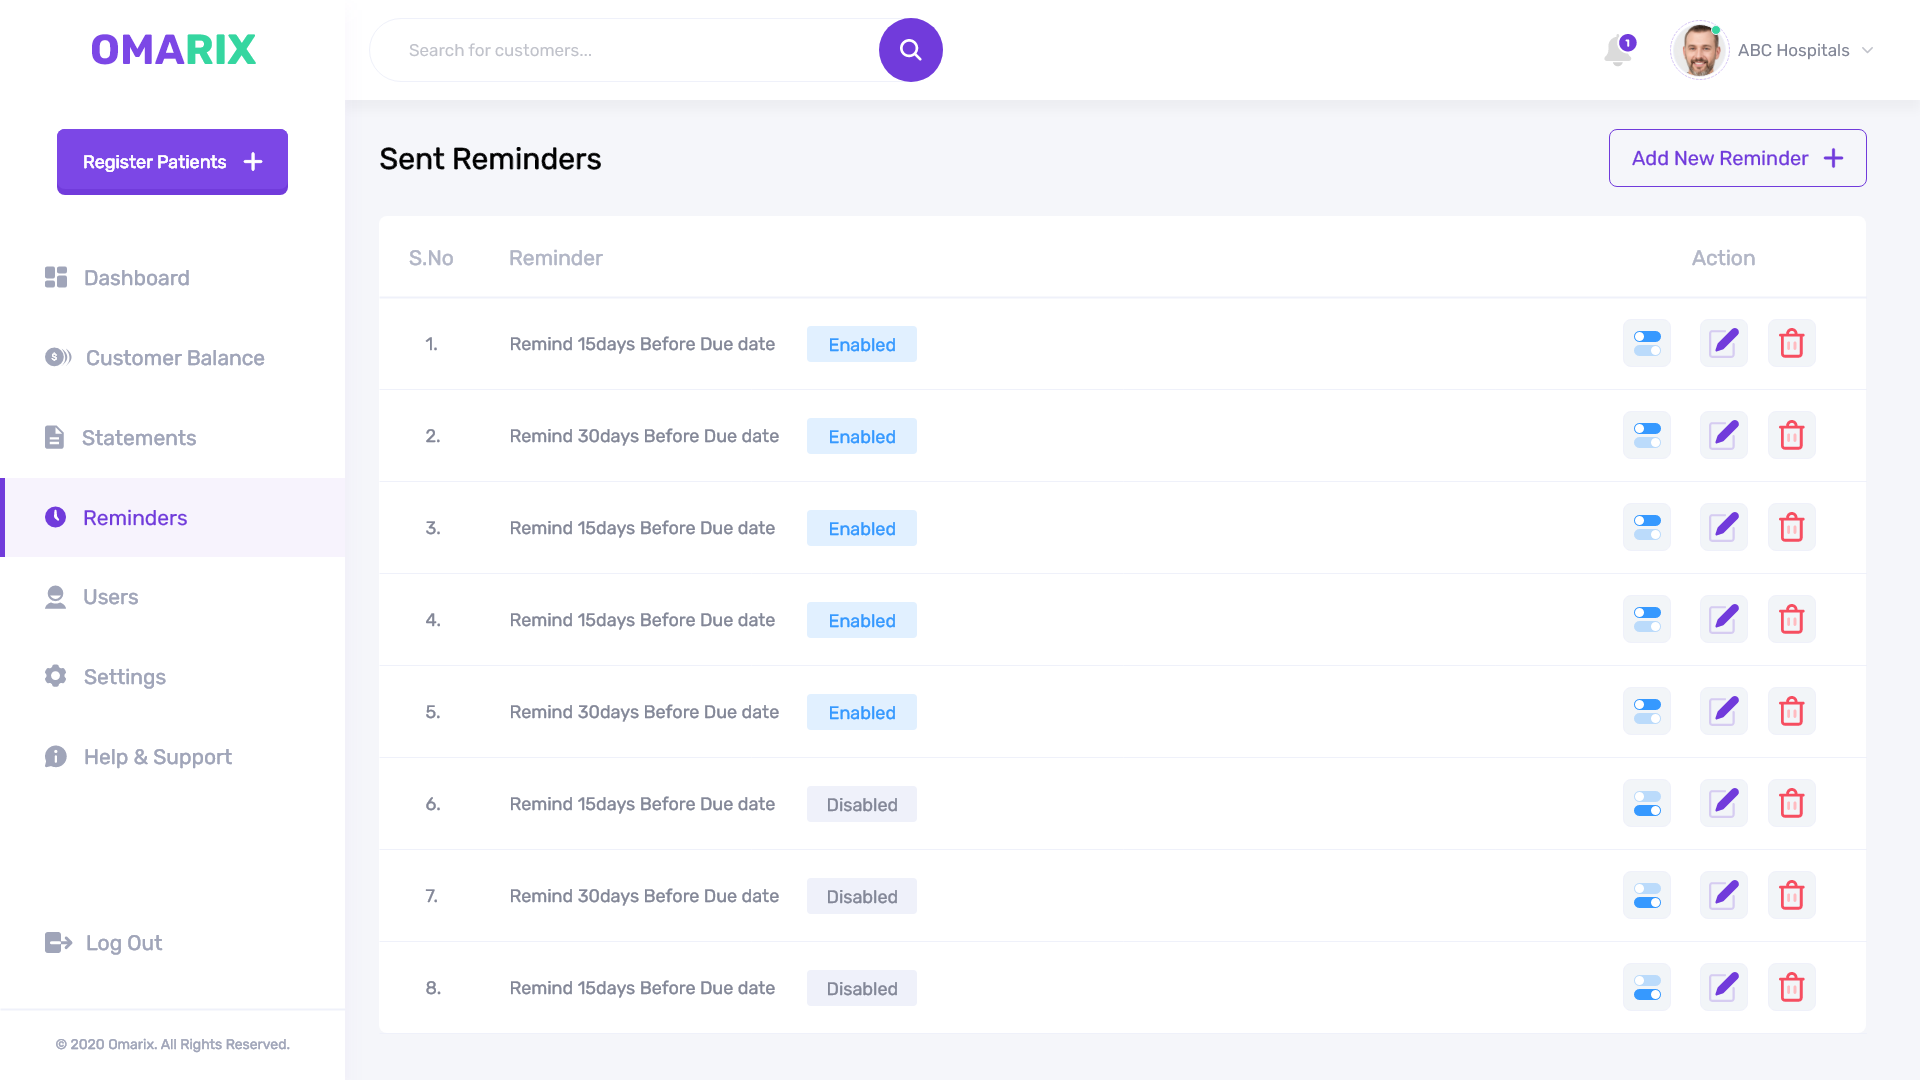 OMARIX
Search for customers...
1
ABC Hospitals
Register Patients
Dashboard
Customer Balance
Statements
Reminders
Users
Settings
Help & Support
Log Out
© 2020 Omarix. All Rights Reserved.
Sent Reminders
Add New Reminder
S.No Reminder Action
1. Remind 15days Before Due date Enabled
2. Remind 30days Before Due date Enabled
3. Remind 15days Before Due date Enabled
4. Remind 15days Before Due date Enabled
5. Remind 30days Before Due date Enabled
6. Remind 15days Before Due date Disabled
7. Remind 30days Before Due date Disabled
8. Remind 15days Before Due date Disabled